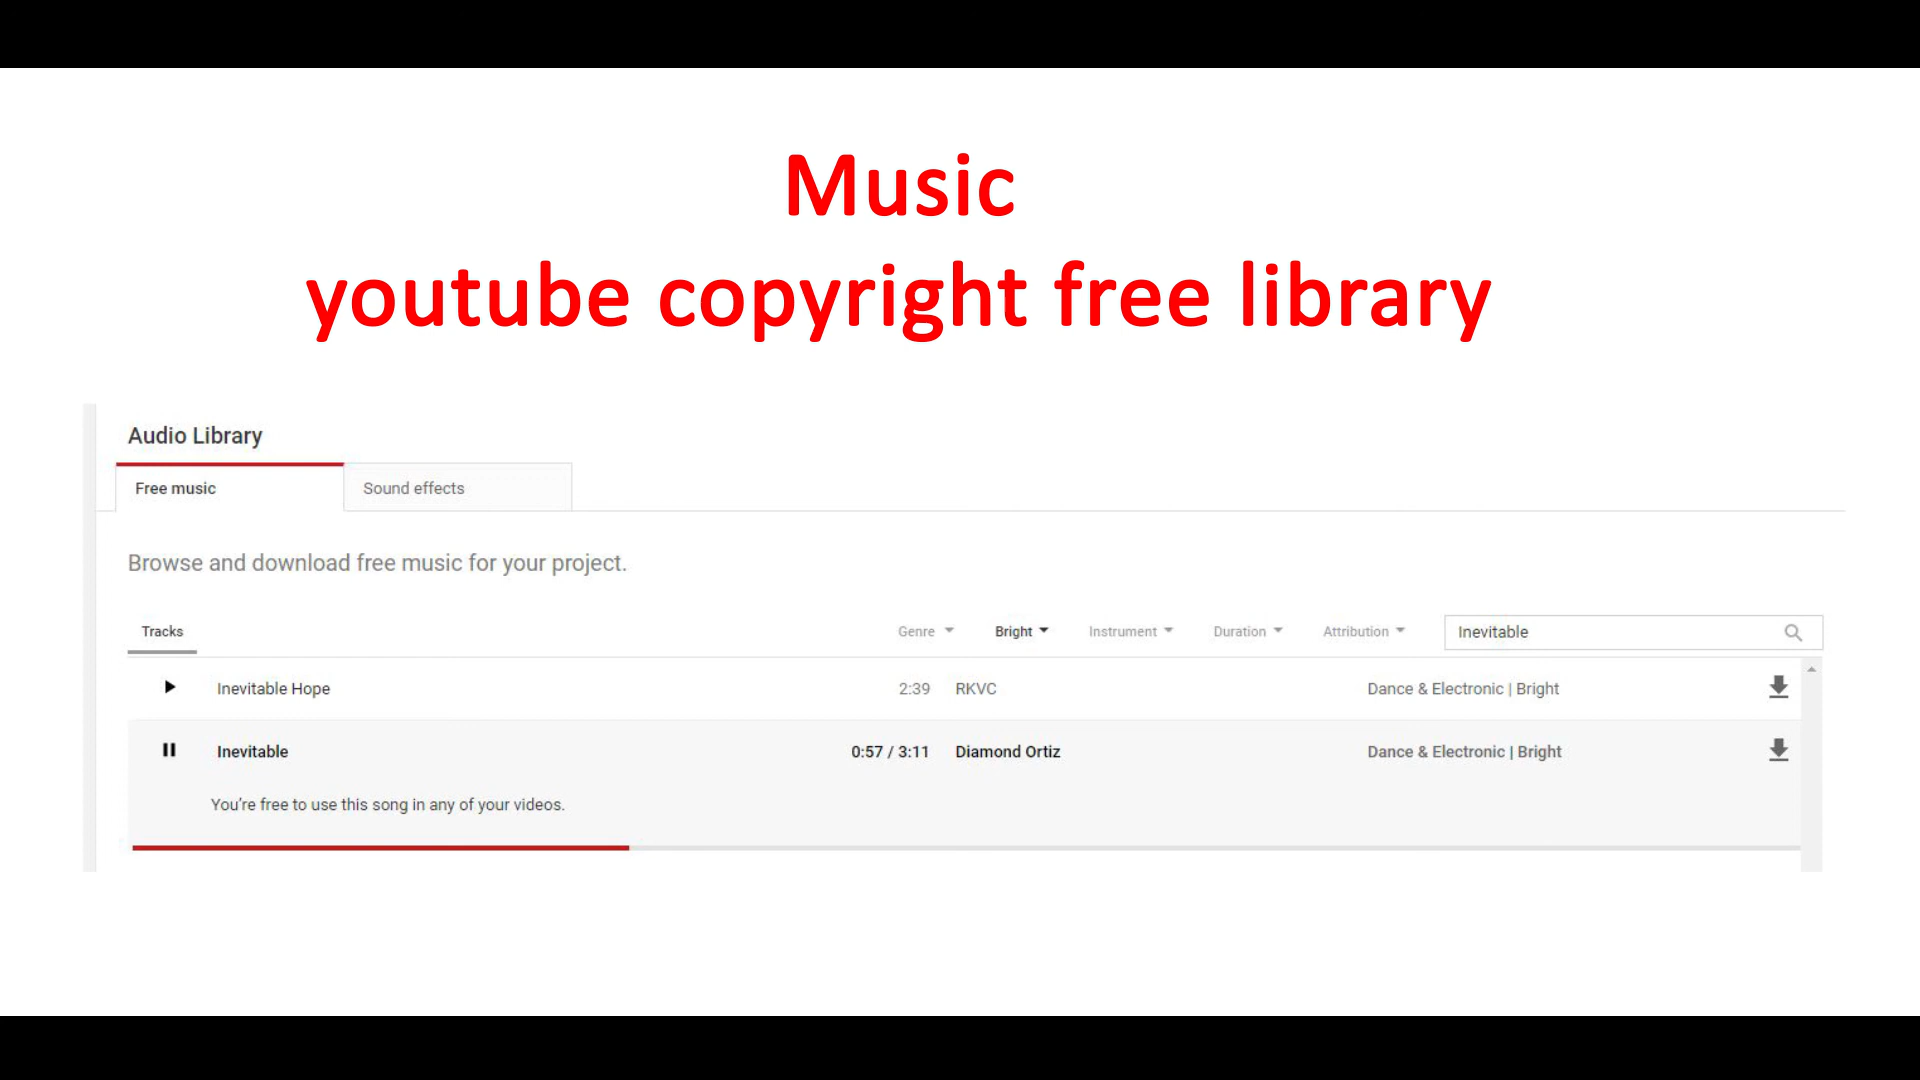 Music
youtube copyright free library
Audio Library
Free music Sound effects
Browse and download free music for your project.
Tracks Genre Bright Instrument Duration Attribution Inevitable
Inevitable Hope 2:39 RKVC Dance & Electronic | Bright
Inevitable 0:57 / 3:11 Diamond Ortiz Dance & Electronic | Bright
You're free to use this song in any of your videos.